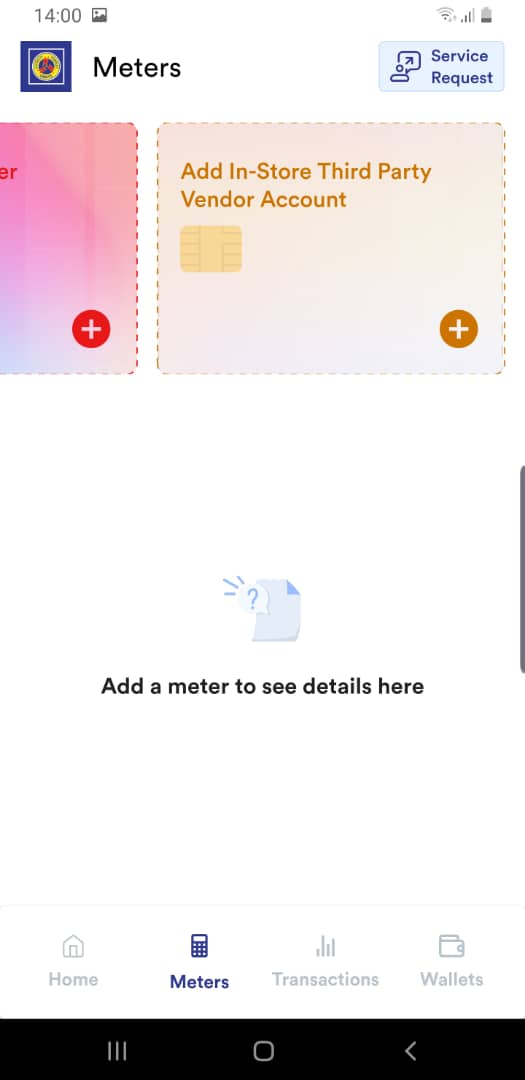 14:00
Meters
Service
Request
er
Add In-Store Third Party
Vendor Account
?
Add a meter to see details here
Home
Meters
Transactions
Wallets